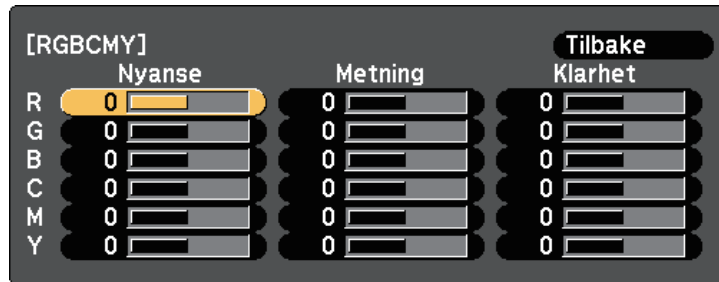 [RGBCMY] Tilbake
Nyanse Metning Klarhet
R 0 0 0
G 0 0 0
B 0 0 0
C 0 0 0
M 0 0 0
Y 0 0 0